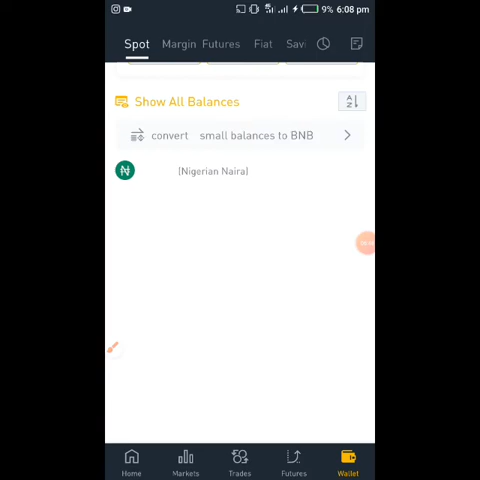 9% 6:08 pm
Spot Margin Futures Fiat Savi
Show All Balances
convert small balances to BNB
(Nigerian Naira)
Home Markets Trades Futures Wallet